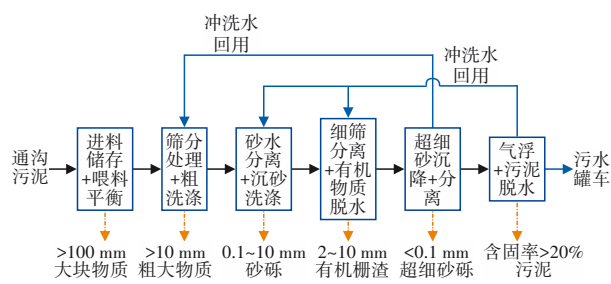 冲洗水
回用
冲洗水
回用
通沟
污泥
进料
储存
+喂料
平衡
筛分
处理
+粗
洗涤
砂水
分离
+沉砂
洗涤
细筛
分离
+有机
物质
脱水
超细
砂沉
降+分
离
气浮
+污泥
脱水
污水
罐车
>100 mm
大块物质
>10 mm
粗大物质
0.1~10 mm
砂砾
2~10 mm
有机栅渣
<0.1 mm
超细砂砾
含固率>20%
污泥